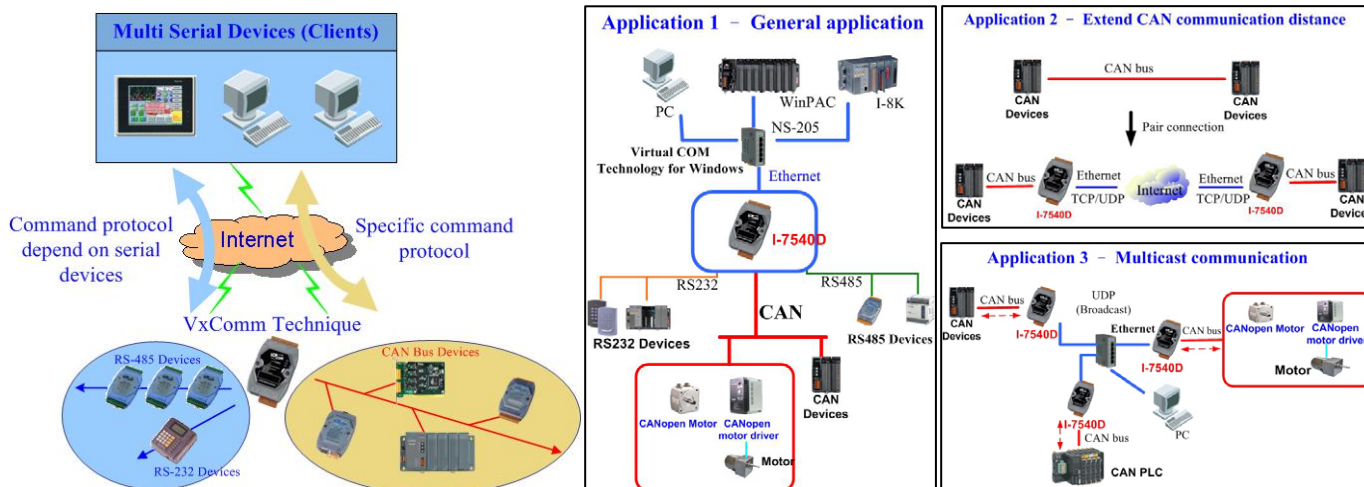 Multi Serial Devices (Clients)
Command protocol
depend on serial
devices
Internet
Specific command
protocol
VxComm Technique
RS-485 Devices
RS-232 Devices
CAN Bus Devices
Application 1 – General application
PC
WinPAC
I-8K
NS-205
Virtual COM
Technology for Windows
Ethernet
I-7540D
RS232
RS485
CAN
RS232 Devices
RS485 Devices
CAN
Devices
CANopen Motor
CANopen
motor driver
Motor
Application 2 – Extend CAN communication distance
CAN bus
CAN
Devices
CAN
Devices
Pair connection
CAN bus
Ethernet
TCP/UDP
Internet
Ethernet
TCP/UDP
CAN bus
CAN
Devices
I-7540D
I-7540D
CAN
Devices
Application 3 – Multicast communication
CAN bus
CAN
Devices
I-7540D
UDP
(Broadcast)
Ethernet
I-7540D
CAN bus
CANopen Motor
CANopen
motor driver
Motor
I-7540D
CAN bus
PC
CAN PLC